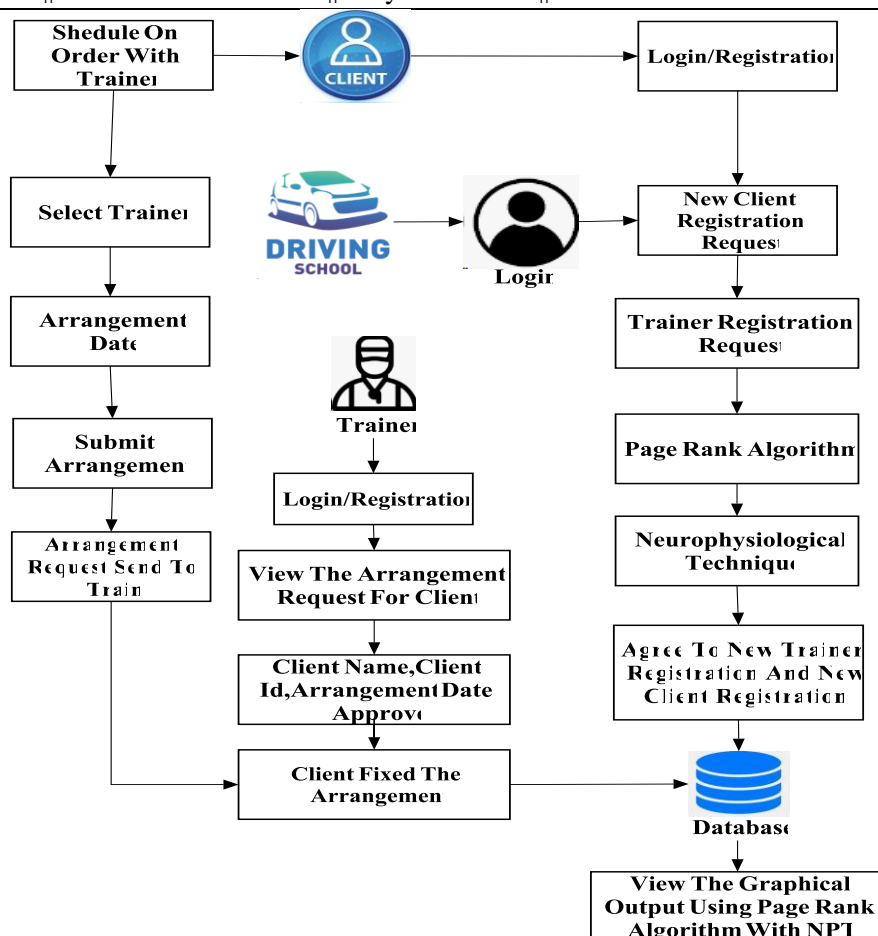 Shedule On
Order With
Trainer
CLIENT
Login/Registration
Select Trainer
DRIVING
SCHOOL
Login
New Client
Registration
Request
Arrangement
Date
Trainer
Trainer Registration
Request
Submit
Arrangemen
Login/Registration
Page Rank Algorithm
Arrangement
Request Send To
Train
View The Arrangement
Request For Client
Neurophysiological
Technique
Client Name,Client
Id,Arrangement Date
Approve
Agree To New Trainer
Registration And New
Client Registration
Client Fixed The
Arrangemen
Database
View The Graphical
Output Using Page Rank
Algorithm With NPT